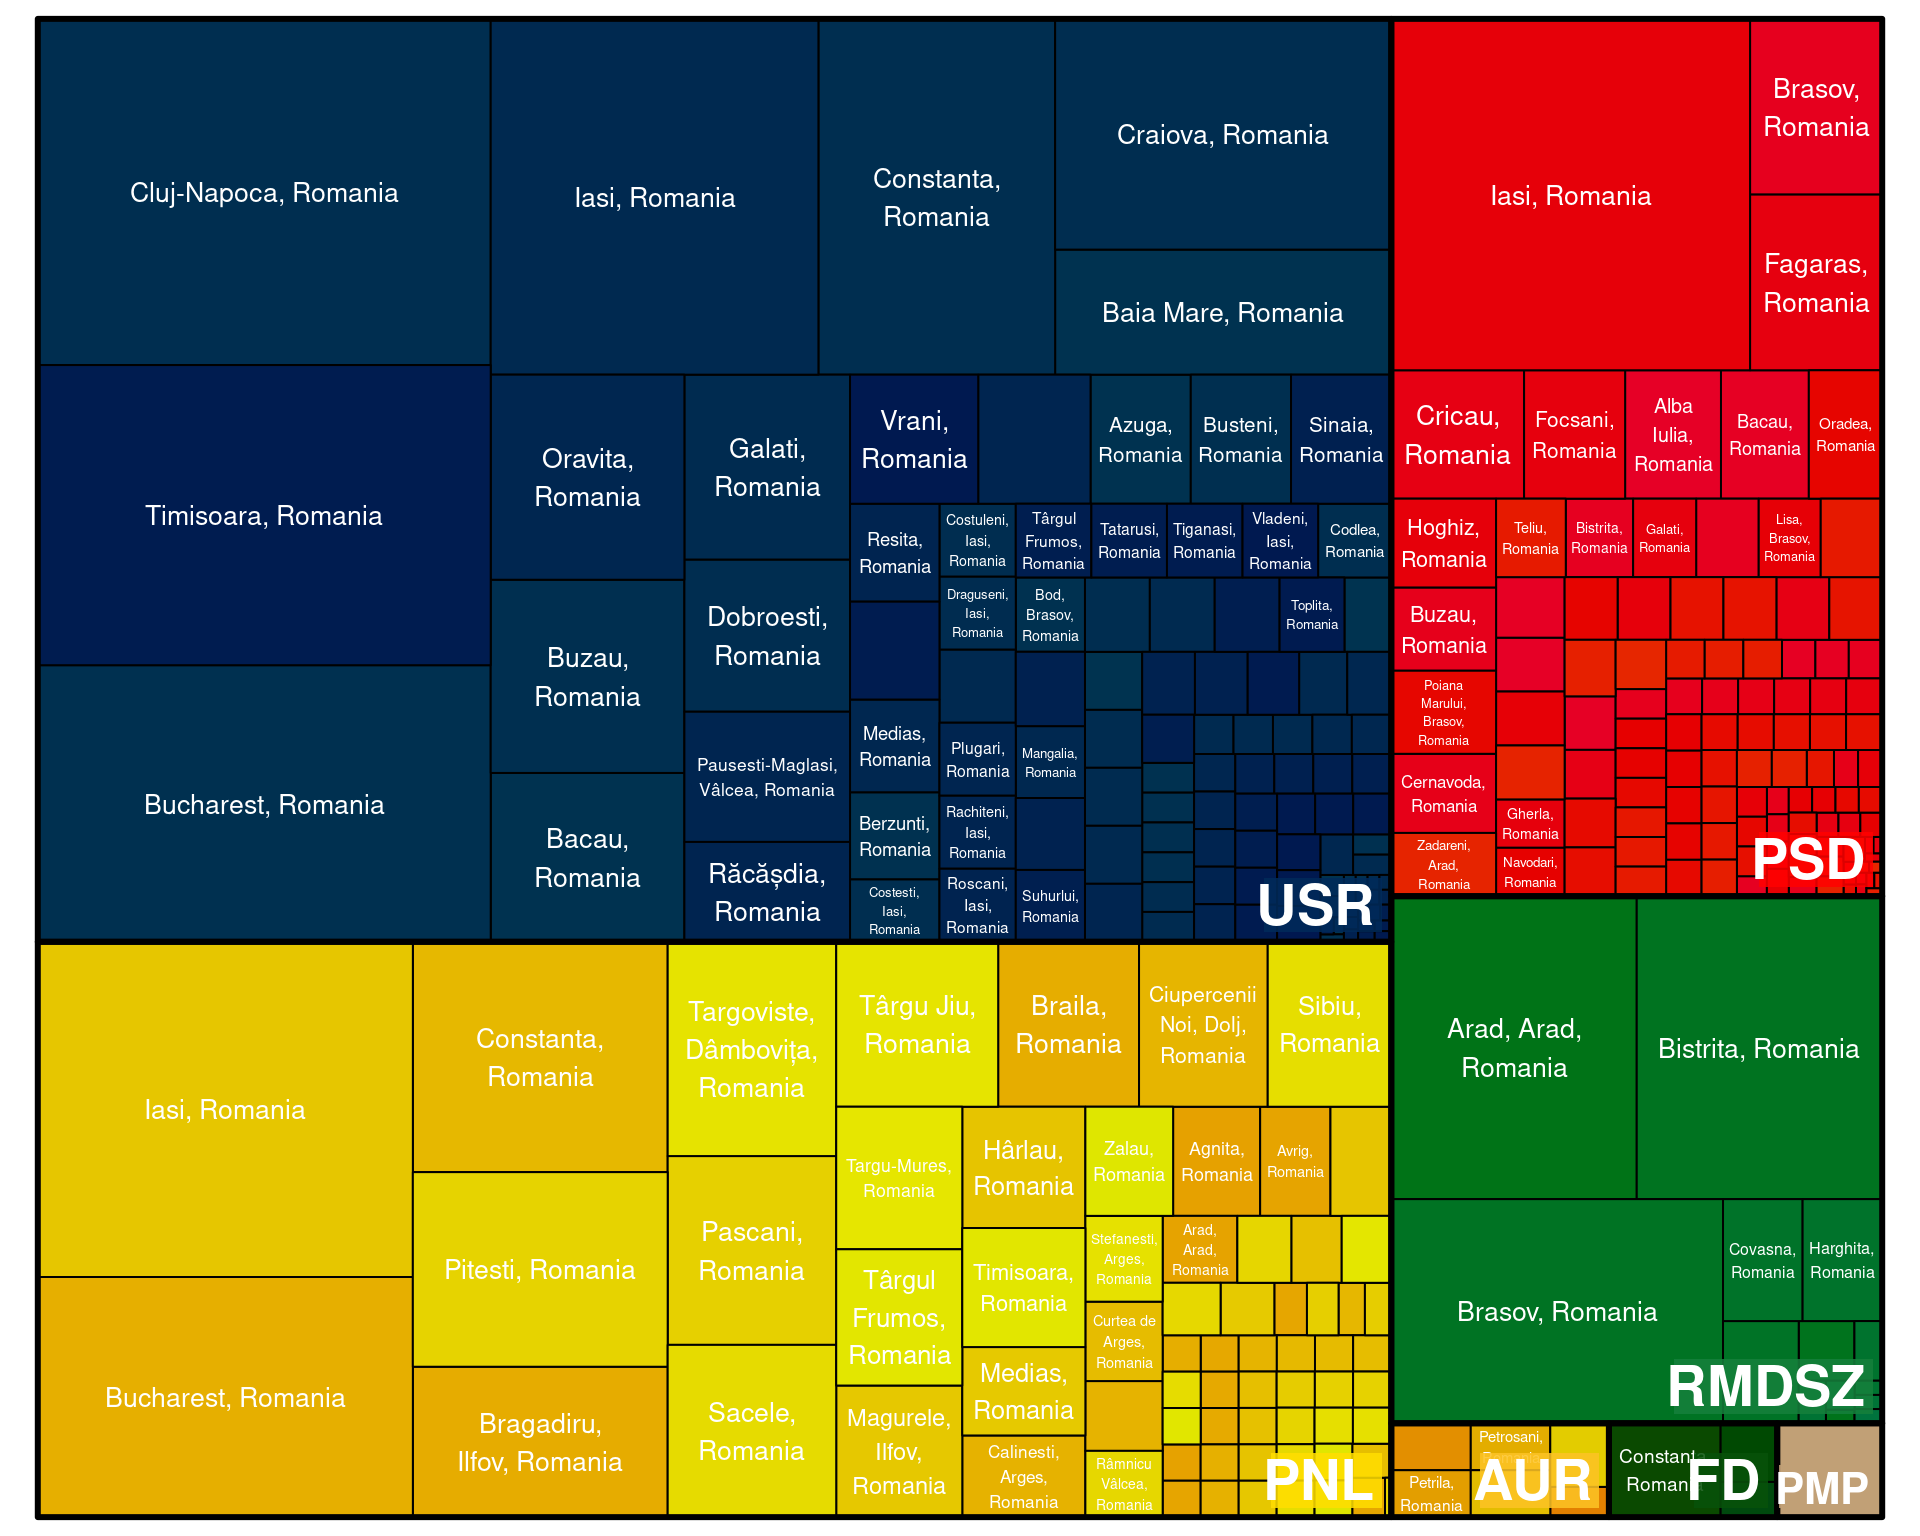 Cluj-Napoca, Romania
Timisoara, Romania
Bucharest, Romania
Iasi, Romania
Constanta,
Romania
Craiova, Romania
Baia Mare, Romania
Oravita,
Romania
Buzau,
Romania
Bacau,
Romania
Galati,
Romania
Dobroesti,
Romania
Pausesti-Maglasi,
Vâlcea, Romania
Răcășdia,
Romania
Vrani,
Romania
Azuga,
Romania
Busteni,
Romania
Sinaia,
Romania
Resita,
Romania
Medias,
Romania
Berzunti,
Romania
Costesti,
Iasi,
Romania
Costuleni,
Iasi,
Romania
Draguseni,
Iasi,
Romania
Plugari,
Romania
Rachiteni,
Iasi,
Romania
Roscani,
Iasi,
Romania
Târgul
Frumos,
Romania
Tatarusi,
Romania
Tiganasi,
Romania
Vladeni,
Iasi,
Romania
Codlea,
Romania
Bod,
Brasov,
Romania
Toplita,
Romania
Mangalia,
Romania
Suhurlui,
Romania
USR
Iasi, Romania
Brasov,
Romania
Fagaras,
Romania
Cricau,
Romania
Focsani,
Romania
Alba
Iulia,
Romania
Bacau,
Romania
Oradea,
Romania
Hoghiz,
Romania
Buzau,
Romania
Poiana
Marului,
Brasov,
Romania
Cernavoda,
Romania
Zadareni,
Arad,
Romania
Teliu,
Romania
Bistrita,
Romania
Galati,
Romania
Lisa,
Brasov,
Romania
Gherla,
Romania
Navodari,
Romania
PSD
Iasi, Romania
Bucharest, Romania
Constanta,
Romania
Pitesti, Romania
Bragadiru,
Ilfov, Romania
Targoviste,
Dâmbovița,
Romania
Pascani,
Romania
Sacele,
Romania
Târgu Jiu,
Romania
Braila,
Romania
Ciupercenii
Noi, Dolj,
Romania
Sibiu,
Romania
Targu-Mures,
Romania
Târgul
Frumos,
Romania
Magurele,
Ilfov,
Romania
Hârlau,
Romania
Timisoara,
Romania
Medias,
Romania
Calinesti,
Arges,
Romania
Zalau,
Romania
Agnita,
Romania
Avrig,
Romania
Stefanesti,
Arges,
Romania
Arad,
Arad,
Romania
Curtea de
Arges,
Romania
Râmnicu
Vâlcea,
Romania
PNL
Arad, Arad,
Romania
Bistrita, Romania
Brasov, Romania
Covasna,
Romania
Harghita,
Romania
RMDSZ
Petrosani,
Romania
Petrila,
Romania
AUR
Constanta,
Romania
FD
PMP